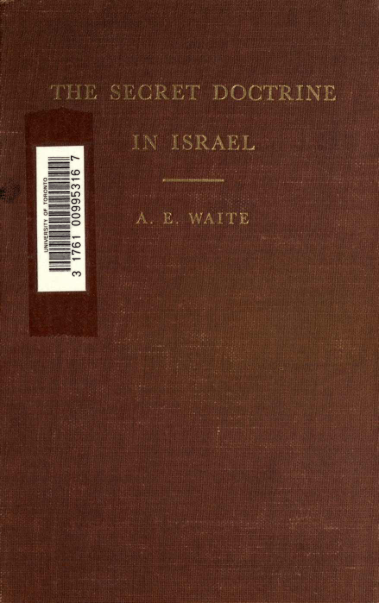 THE SECRET DOCTRINE
IN ISRAEL
A. E. WAITE
UNIVERSITY OF TORONTO
3 1761 00995316 7